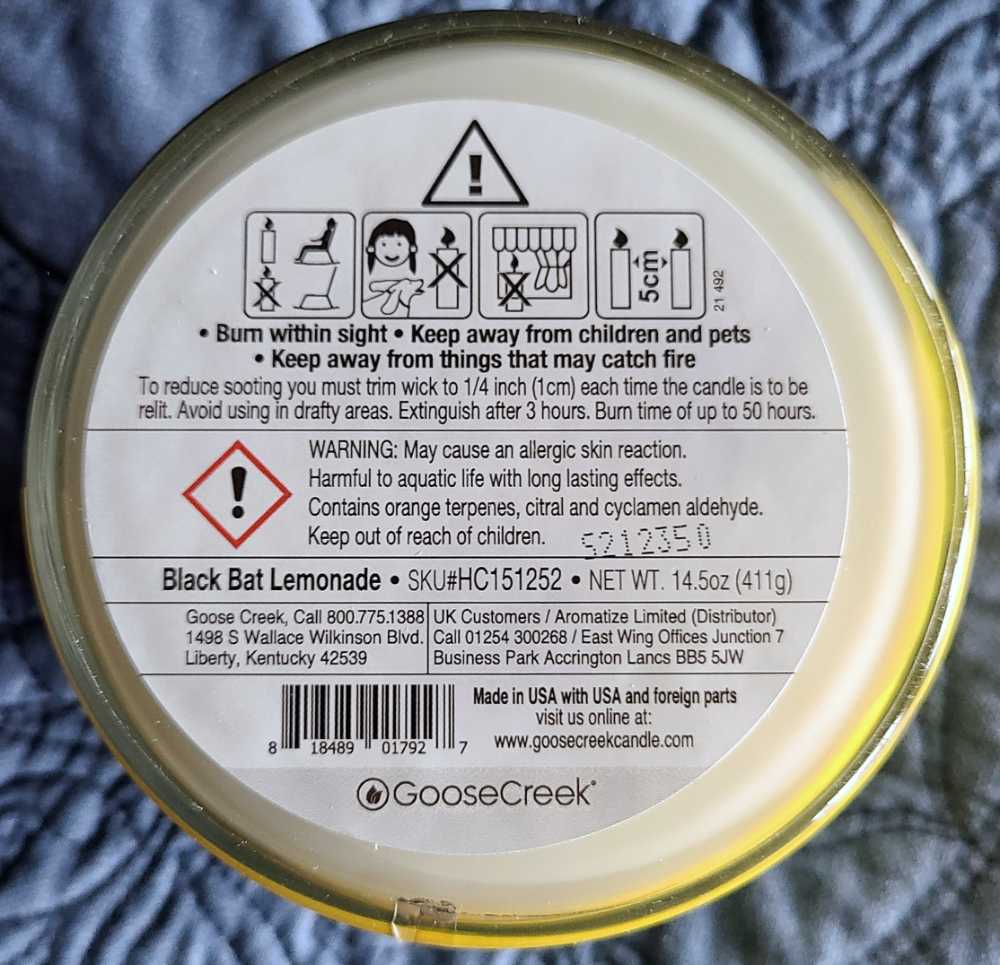 !
5cm
21 492
• Burn within sight • Keep away from children and pets
• Keep away from things that may catch fire
To reduce sooting you must trim wick to 1/4 inch (1cm) each time the candle is to be
relit. Avoid using in drafty areas. Extinguish after 3 hours. Burn time of up to 50 hours.
!
WARNING: May cause an allergic skin reaction.
Harmful to aquatic life with long lasting effects.
Contains orange terpenes, citral and cyclamen aldehyde.
Keep out of reach of children.
5212350
Black Bat Lemonade • SKU#HC151252 • NET WT. 14.5oz (411g)
Goose Creek, Call 800.775.1388
1498 S Wallace Wilkinson Blvd.
Liberty, Kentucky 42539
UK Customers / Aromatize Limited (Distributor)
Call 01254 300268 / East Wing Offices Junction 7
Business Park Accrington Lancs BB5 5JW
8 18489 01792 7
Made in USA with USA and foreign parts
visit us online at:
www.goosecreekcandle.com
GooseCreek